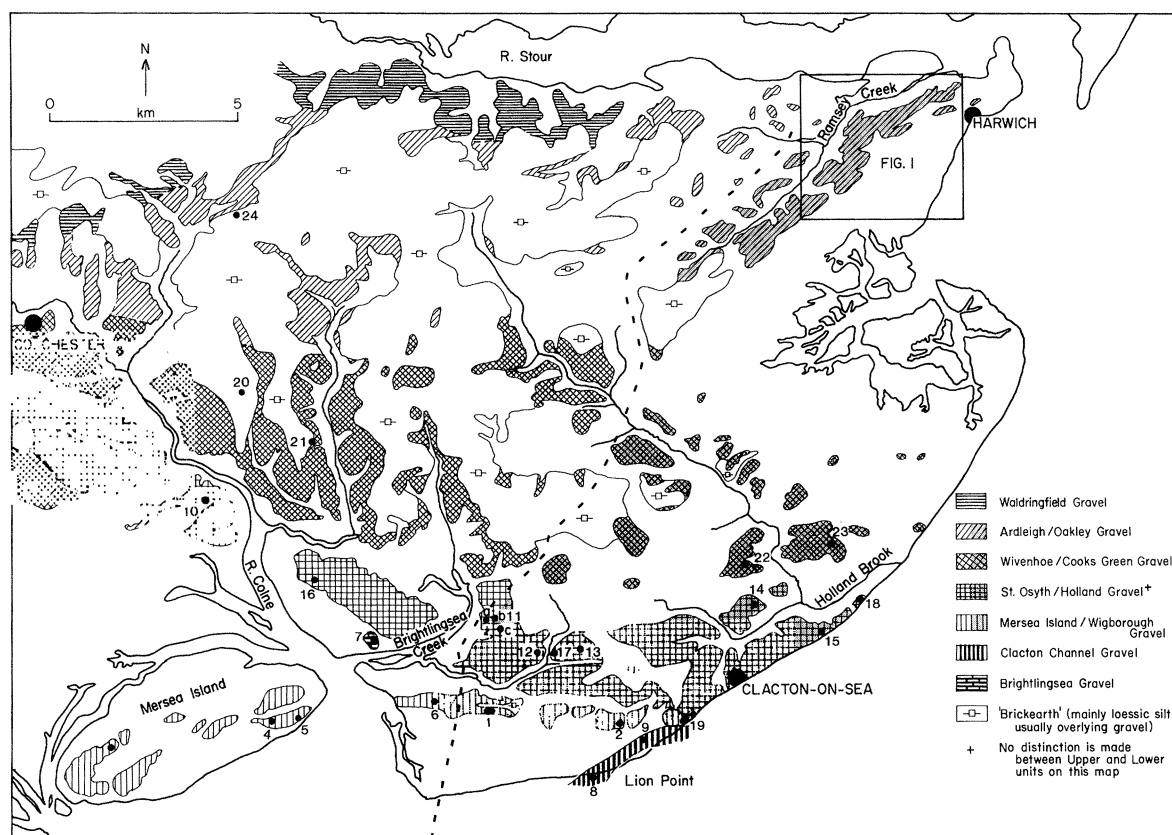 R. Stour
N
0 5
km
Ramsey Creek
HARWICH
FIG. I
24
COLCHESTER
20
21
10
R. Colne
16
7
Brightlingsea
Creek
b11
c
12
17
13
22
23
14
Holland Brook
18
15
CLACTON-ON-SEA
Mersea Island
4
5
6
1
2
9
19
8
Lion Point
Waldringfield Gravel
Ardleigh/Oakley Gravel
Wivenhoe/Cooks Green Gravel
St. Osyth/Holland Gravel+
Mersea Island/Wigborough
Gravel
Clacton Channel Gravel
Brightlingsea Gravel
'Brickearth' (mainly loessic silt
usually overlying gravel)
+ No distinction is made
between Upper and Lower
units on this map